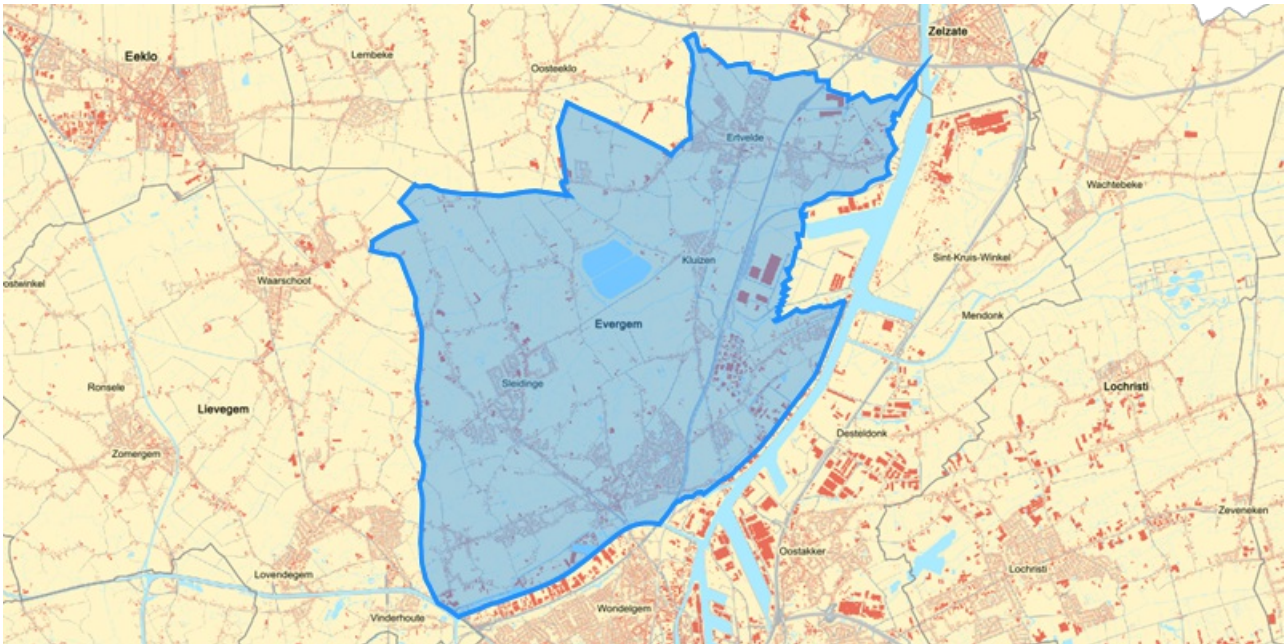 Zelzate
Eeklo
Lembeke
Oosteeklo
Ertvelde
Wachtebeke
Kluizen
Sint-Kruis-Winkel
Waarschoot
oostwinkel
Mendonk
Evergem
Sleidinge
Ronsele
Lochristi
Lievegem
Desteldonk
Zomergem
Zeveneken
Oostakker
Lochristi
Lovendegem
Wondelgem
Vinderhoute